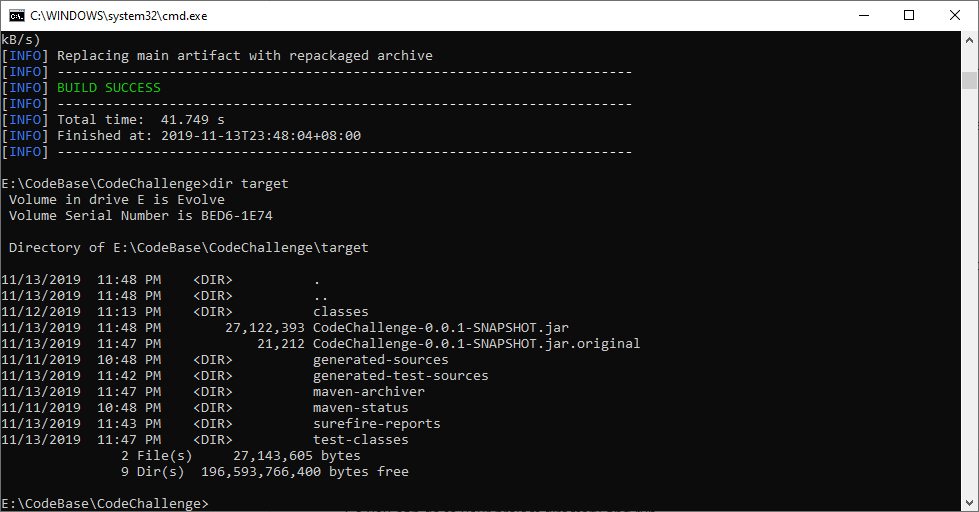 C:\WINDOWS\system32\cmd.exe
kB/s)
[INFO] Replacing main artifact with repackaged archive
[INFO] ------------------------------------------------------------------------
[INFO] BUILD SUCCESS
[INFO] ------------------------------------------------------------------------
[INFO] Total time:  41.749 s
[INFO] Finished at: 2019-11-13T23:48:04+08:00
[INFO] ------------------------------------------------------------------------
E:\CodeBase\CodeChallenge>dir target
 Volume in drive E is Evolve
 Volume Serial Number is BED6-1E74
 Directory of E:\CodeBase\CodeChallenge\target
11/13/2019  11:48 PM    <DIR>          .
11/13/2019  11:48 PM    <DIR>          ..
11/12/2019  11:13 PM    <DIR>          classes
11/13/2019  11:48 PM        27,122,393 CodeChallenge-0.0.1-SNAPSHOT.jar
11/13/2019  11:47 PM            21,212 CodeChallenge-0.0.1-SNAPSHOT.jar.original
11/11/2019  10:48 PM    <DIR>          generated-sources
11/13/2019  11:42 PM    <DIR>          generated-test-sources
11/13/2019  11:47 PM    <DIR>          maven-archiver
11/11/2019  10:48 PM    <DIR>          maven-status
11/13/2019  11:43 PM    <DIR>          surefire-reports
11/13/2019  11:47 PM    <DIR>          test-classes
               2 File(s)     27,143,605 bytes
               9 Dir(s)  196,593,766,400 bytes free
E:\CodeBase\CodeChallenge>